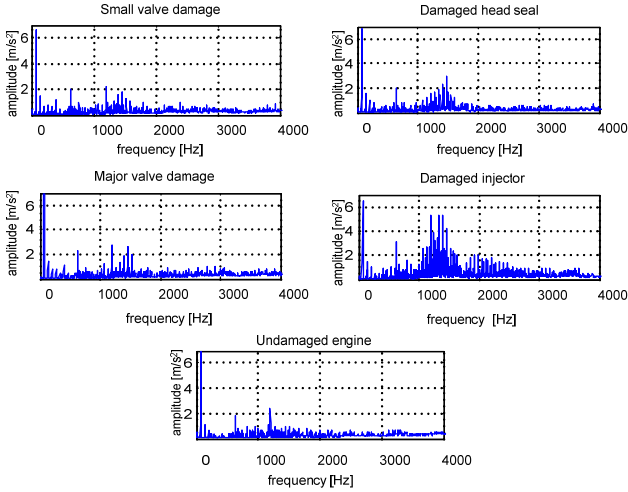 Small valve damage
Damaged head seal
amplitude [m/s²]
6
4
2
0 1000 2000 3000 4000
frequency [Hz]
amplitude [m/s²]
6
4
2
0 1000 2000 3000 4000
frequency [Hz]
Major valve damage
Damaged injector
amplitude [m/s²]
6
4
2
0 1000 2000 3000 4000
frequency [Hz]
amplitude [m/s²]
6
4
2
0 1000 2000 3000 4000
frequency [Hz]
Undamaged engine
amplitude [m/s²]
6
4
2
0 1000 2000 3000 4000
frequency [Hz]